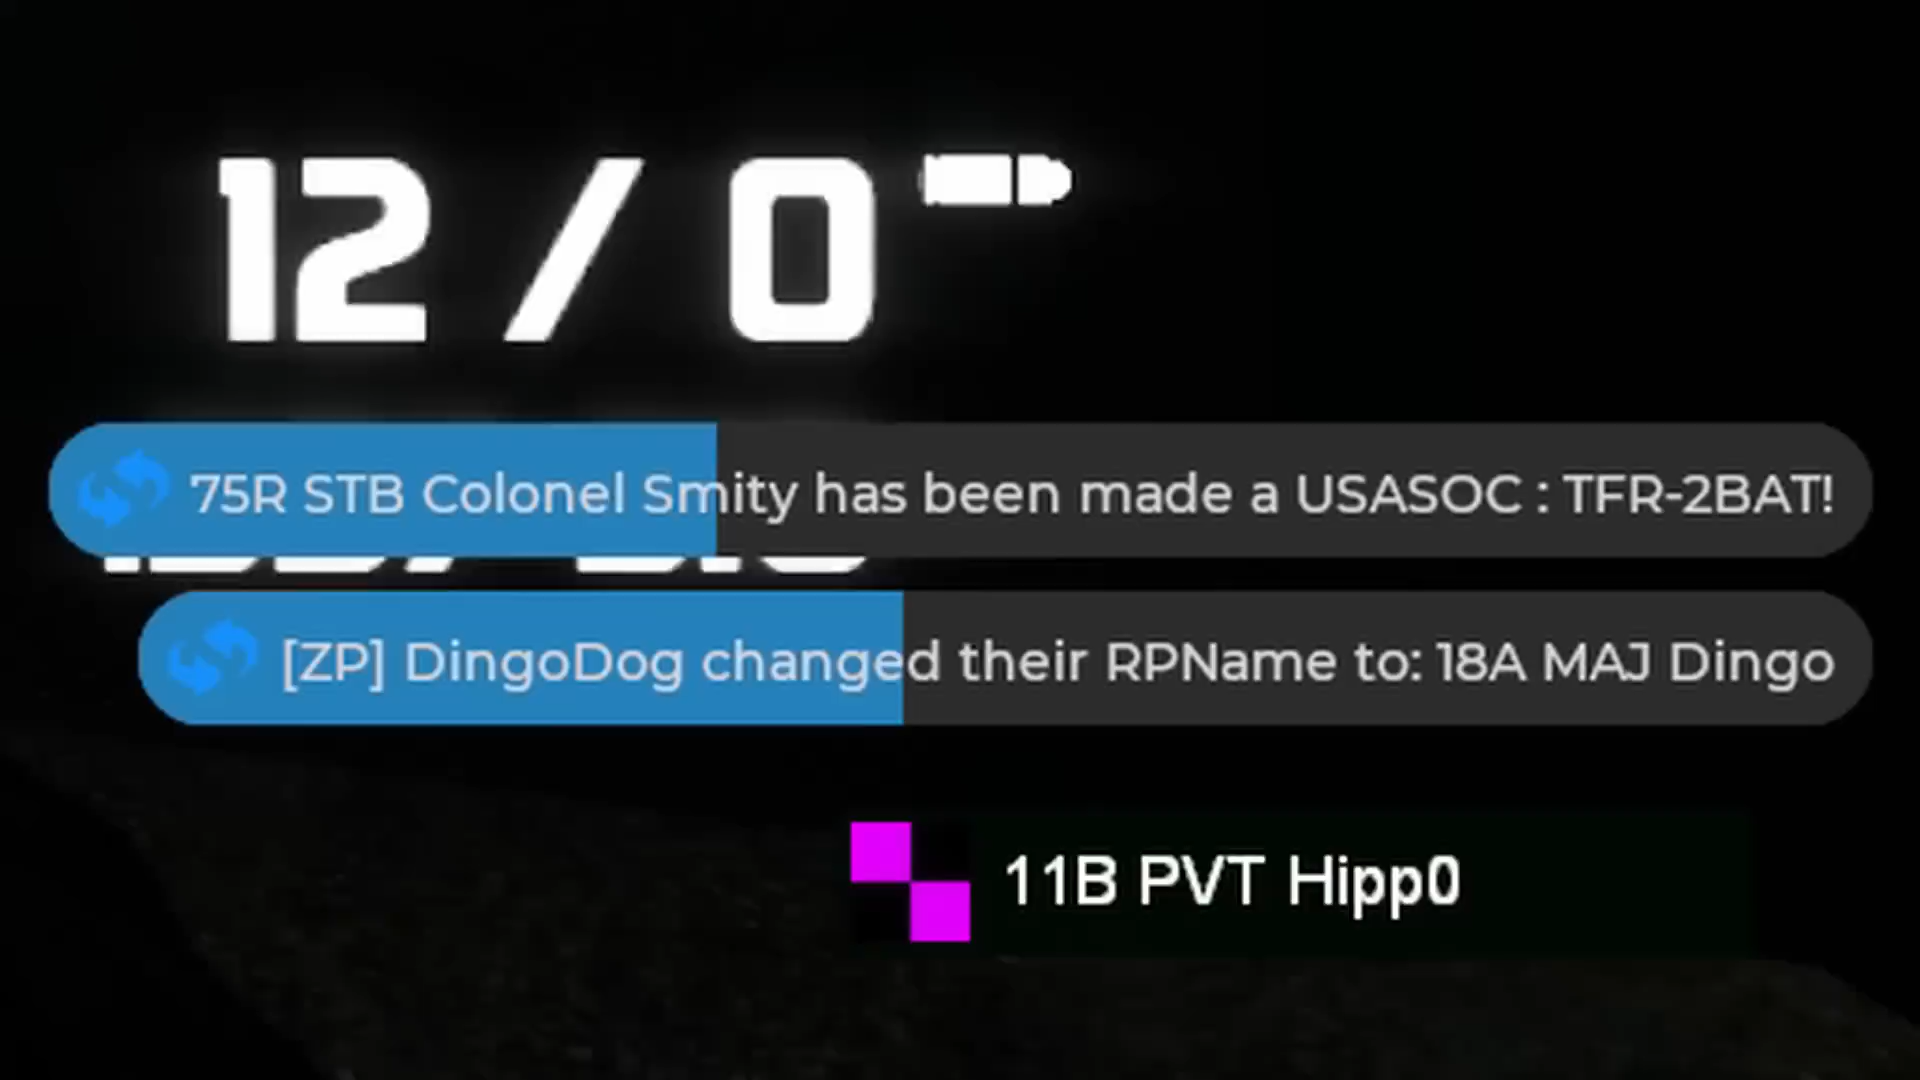 12 / 0
75R STB Colonel Smity has been made a USASOC : TFR-2BAT!
[ZP] DingoDog changed their RPName to: 18A MAJ Dingo
11B PVT Hipp0